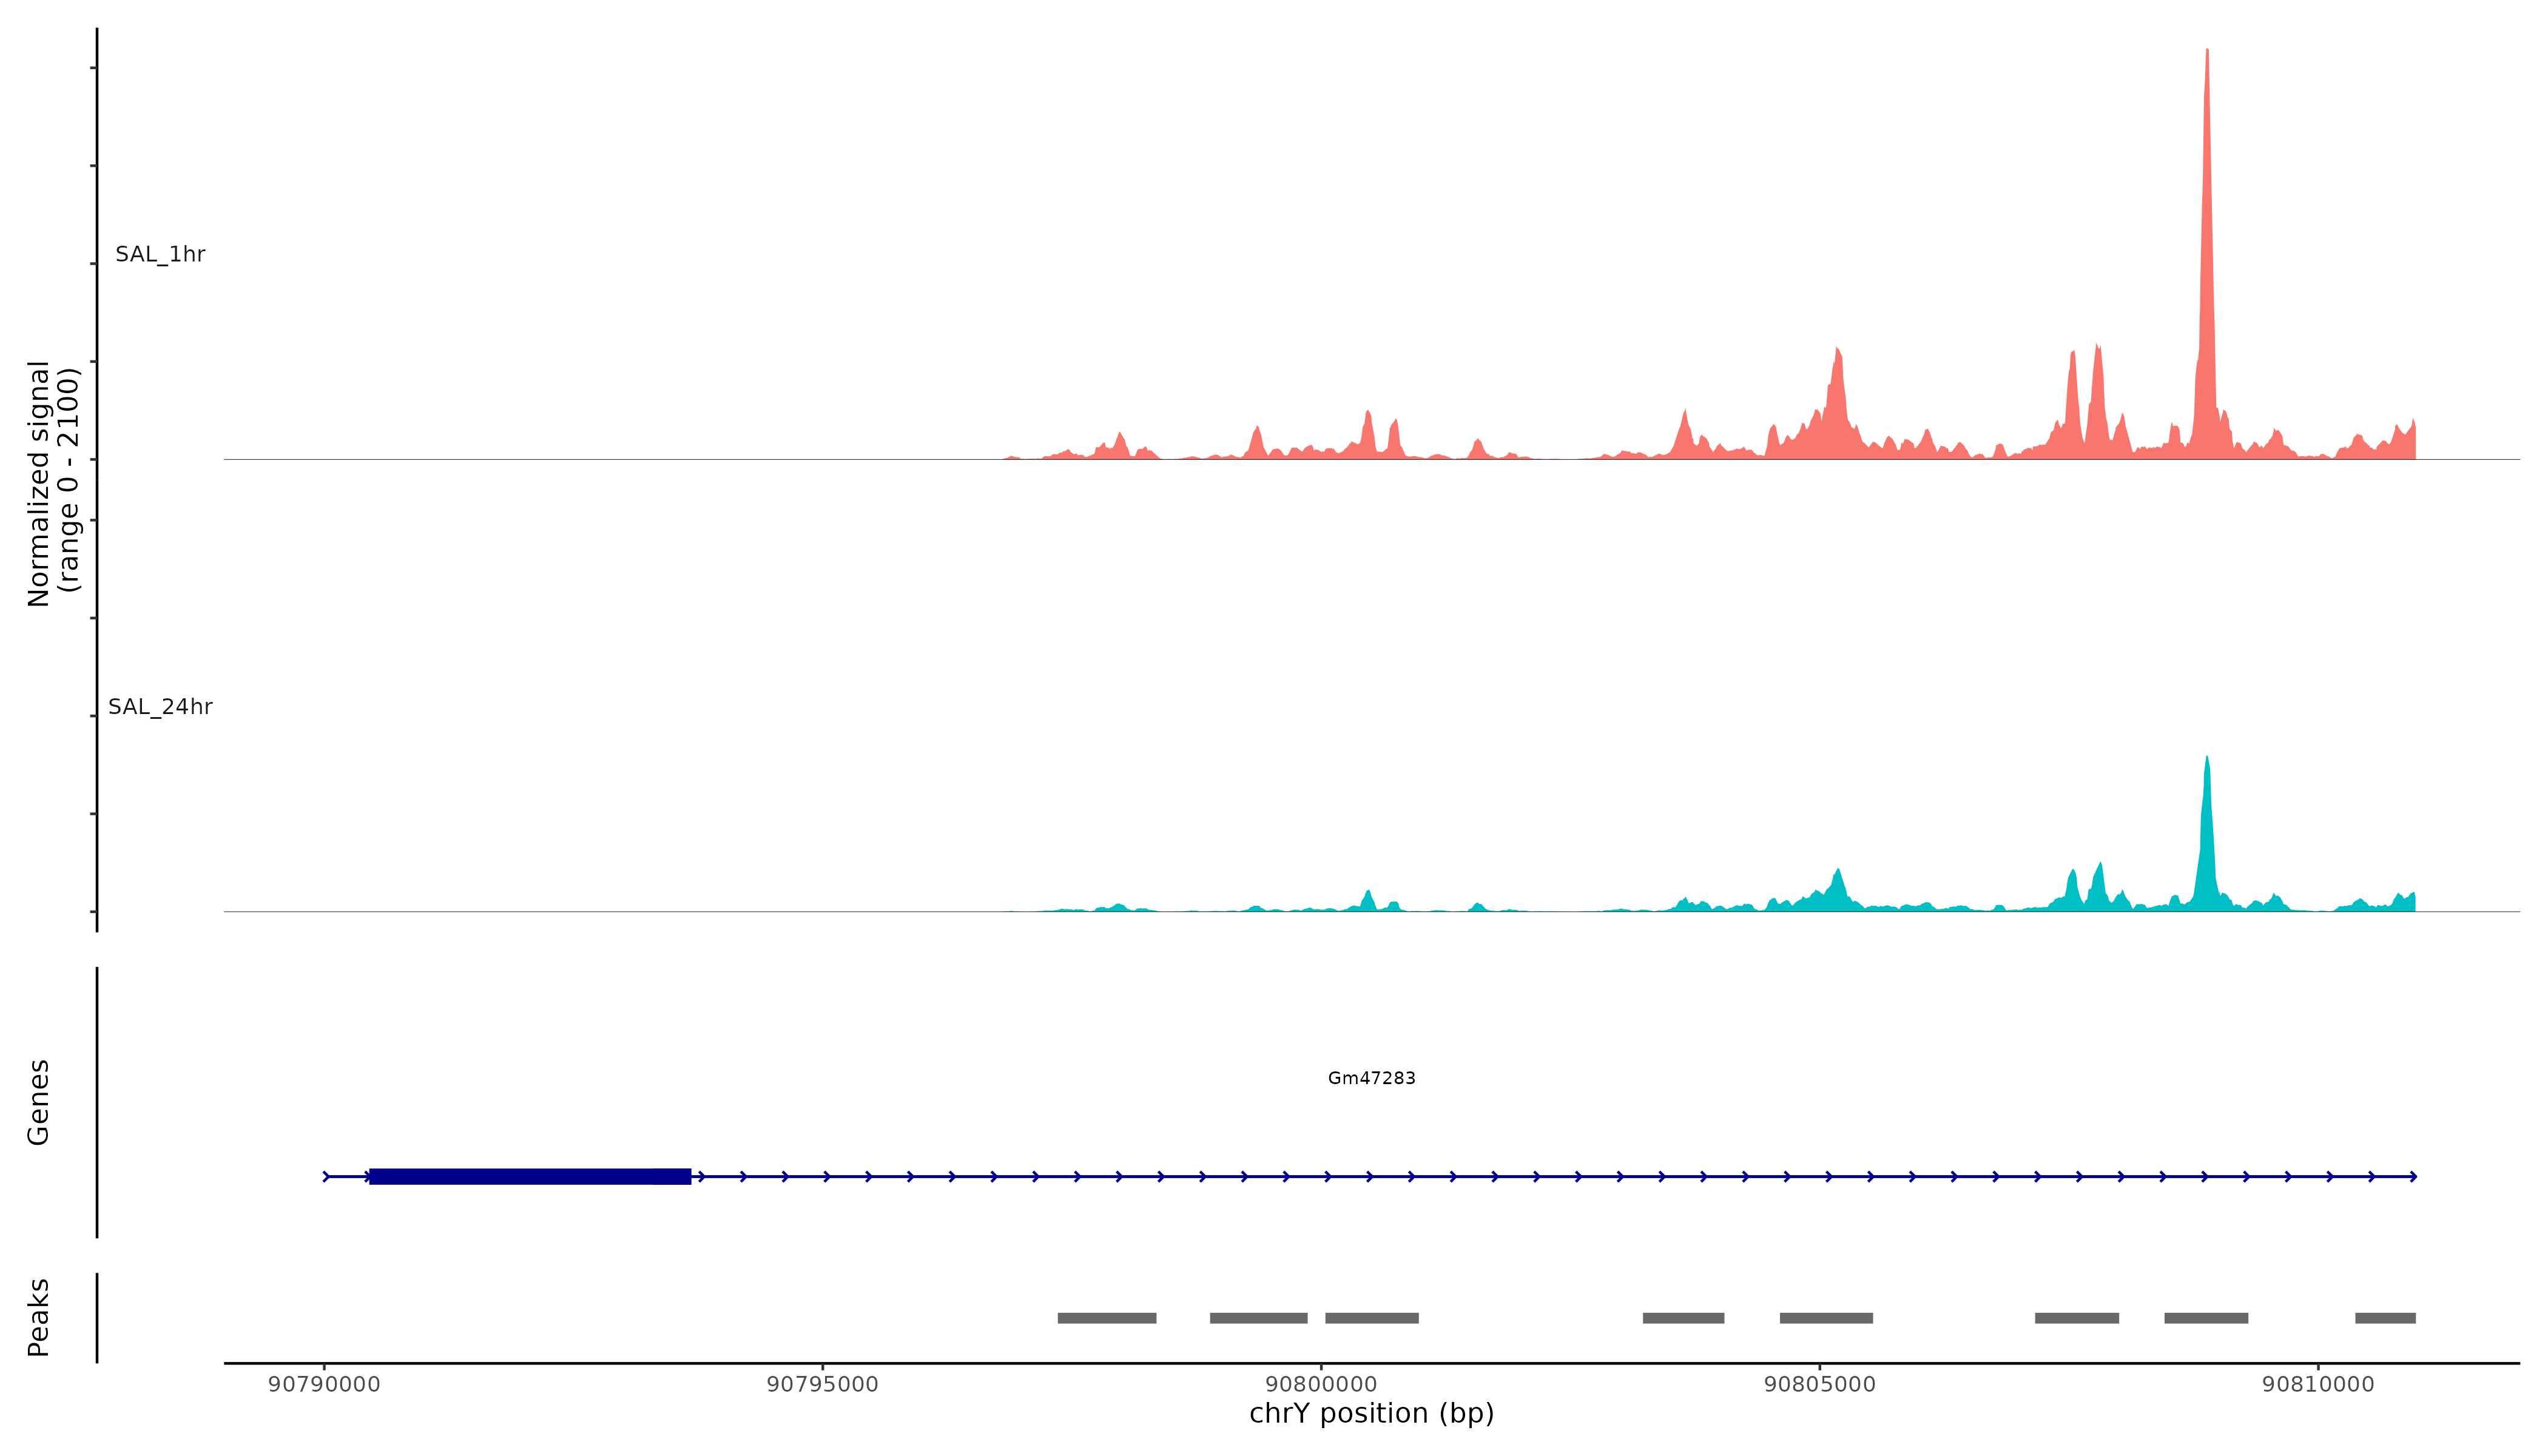 Normalized signal
(range 0 - 2100)
SAL_1hr
SAL_24hr
Genes
Gm47283
Peaks
90790000
90795000
90800000
90805000
90810000
chrY position (bp)